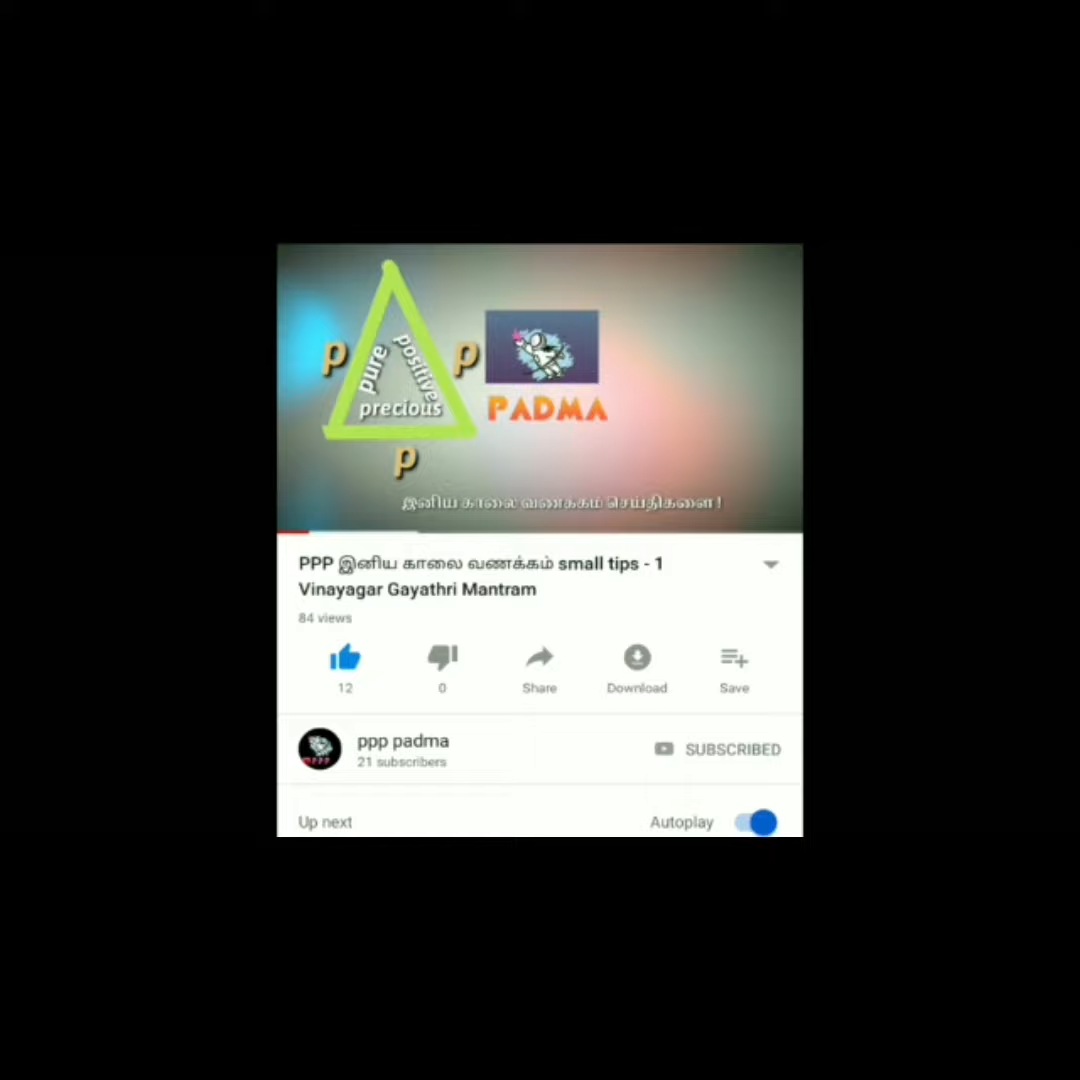 p
p
pure
positive
precious
PADMA
p
இனிய காலை வணக்கம் செய்திகளை !
PPP இனிய காலை வணக்கம் small tips - 1
Vinayagar Gayathri Mantram
84 views
12
0
Share
Download
Save
ppp padma
21 subscribers
SUBSCRIBED
PPP
Up next
Autoplay